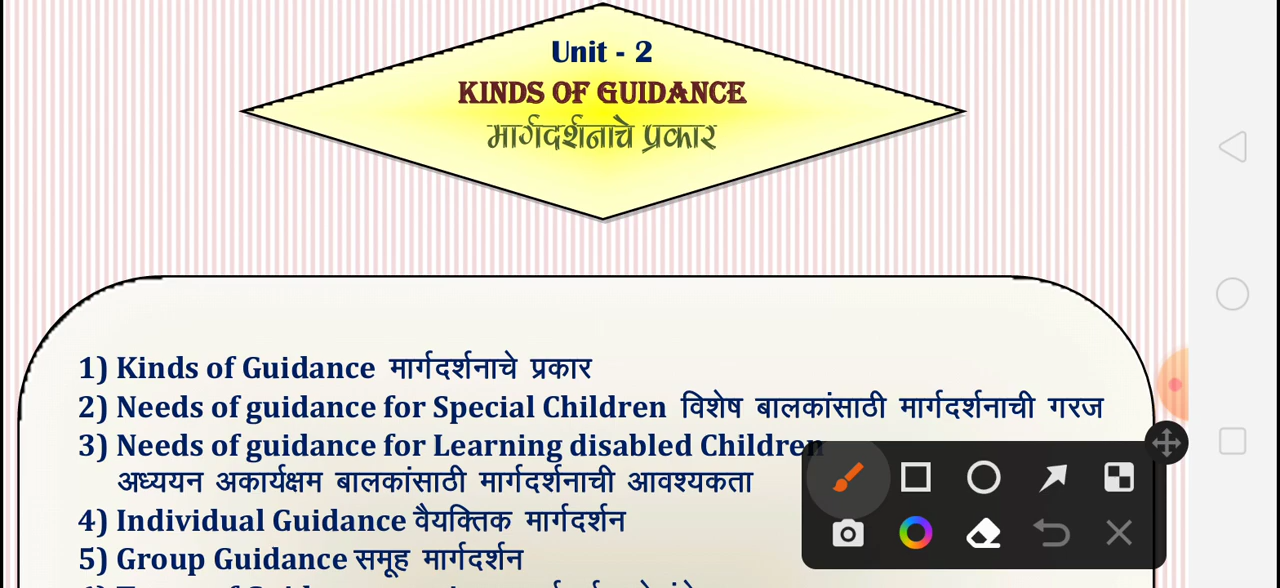 Unit - 2
KINDS OF GUIDANCE
मार्गदर्शनाचे प्रकार
1) Kinds of Guidance मार्गदर्शनाचे प्रकार
2) Needs of guidance for Special Children विशेष बालकांसाठी मार्गदर्शनाची गरज
3) Needs of guidance for Learning disabled Children
अध्ययन अकार्यक्षम बालकांसाठी मार्गदर्शनाची आवश्यकता
4) Individual Guidance वैयक्तिक मार्गदर्शन
5) Group Guidance समूह मार्गदर्शन